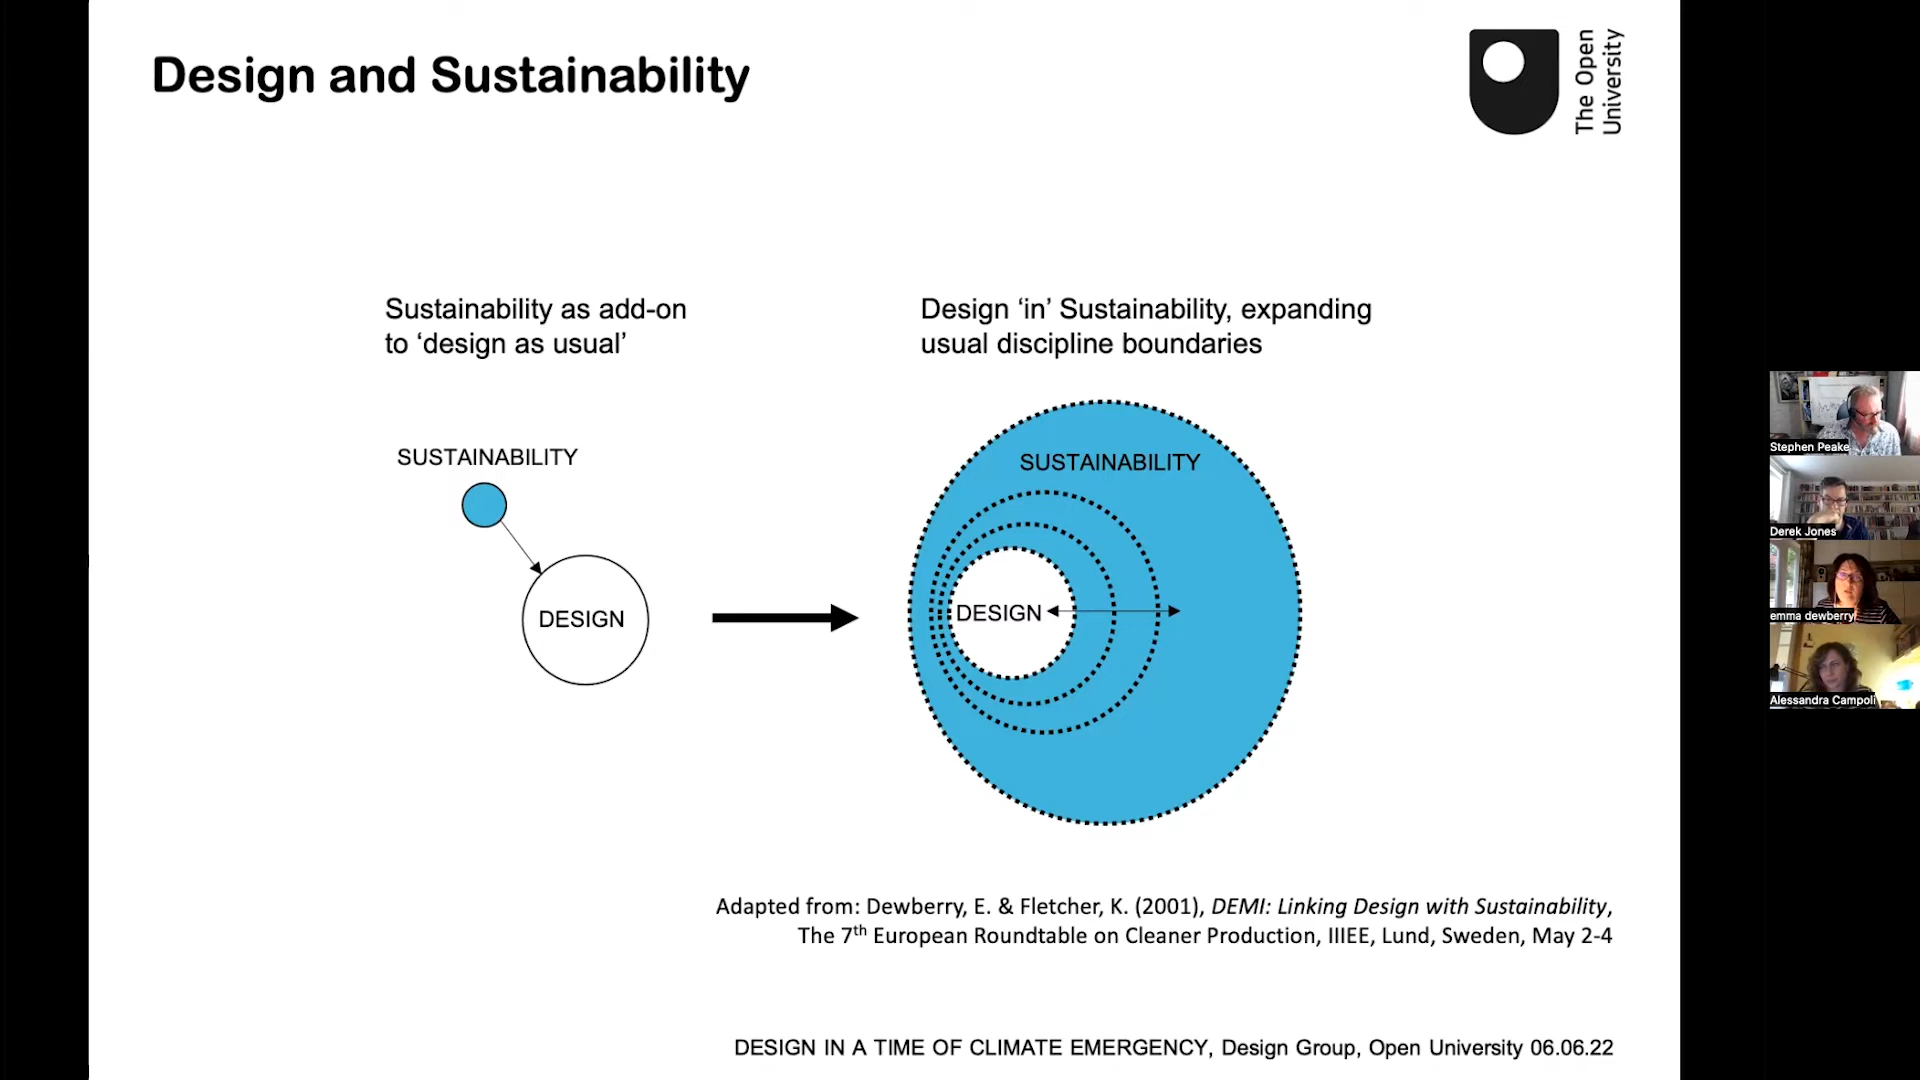 Design and Sustainability
The Open
University
Sustainability as add-on
to ‘design as usual’
Design ‘in’ Sustainability, expanding
usual discipline boundaries
SUSTAINABILITY
DESIGN
SUSTAINABILITY
DESIGN
Adapted from: Dewberry, E. & Fletcher, K. (2001), DEMI: Linking Design with Sustainability,
The 7th European Roundtable on Cleaner Production, IIIEE, Lund, Sweden, May 2-4
DESIGN IN A TIME OF CLIMATE EMERGENCY, Design Group, Open University 06.06.22
Stephen Peake
Derek Jones
emma dewberry
Alessandra Campoli